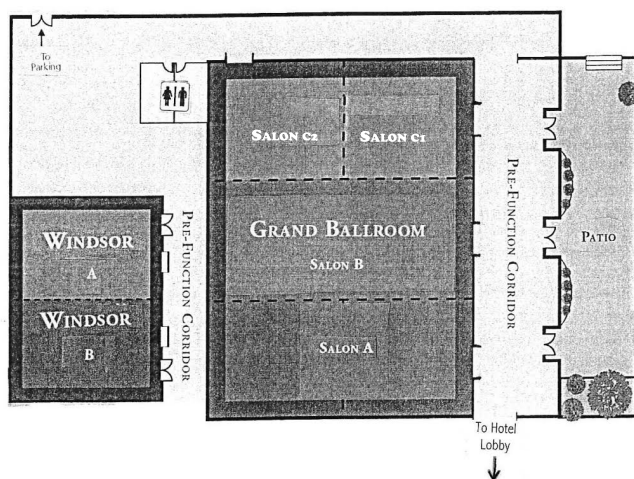 To
Parking
SALON C2
SALON C1
PRE-FUNCTION CORRIDOR
GRAND BALLROOM
SALON B
PATIO
WINDSOR
A
PRE-FUNCTION CORRIDOR
WINDSOR
B
SALON A
To Hotel
Lobby